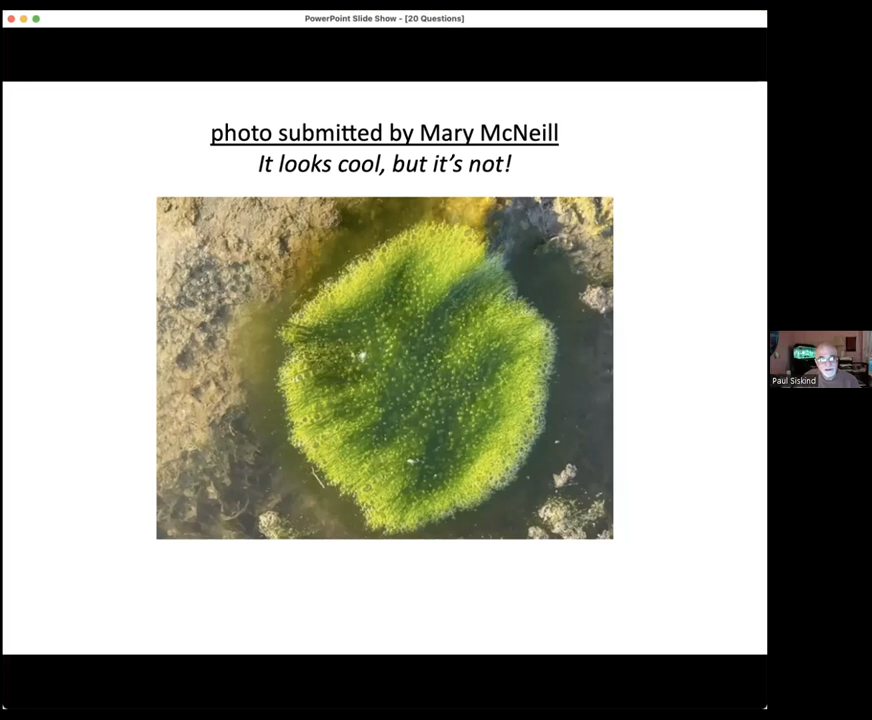 PowerPoint Slide Show - [20 Questions]
photo submitted by Mary McNeill
It looks cool, but it's not!
Paul Siskind